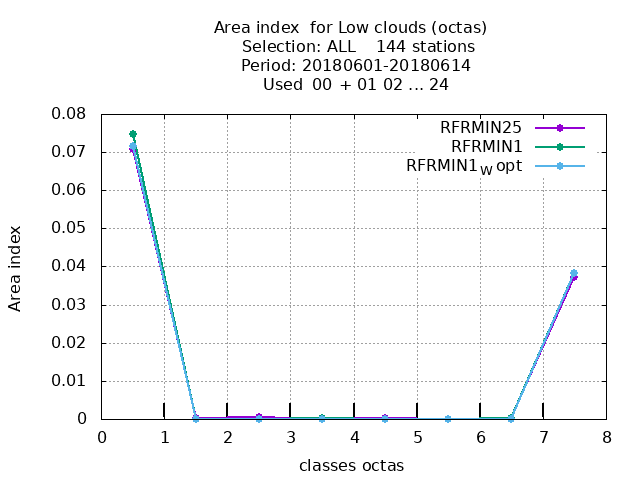 Area index  for Low clouds (octas)
Selection: ALL    144 stations
Period: 20180601-20180614
Used  00 + 01 02 ... 24
RFRMIN25
RFRMIN1
RFRMIN1w opt
0.08
0.07
0.06
0.05
0.04
0.03
0.02
0.01
0
Area index
0 1 2 3 4 5 6 7 8
classes octas